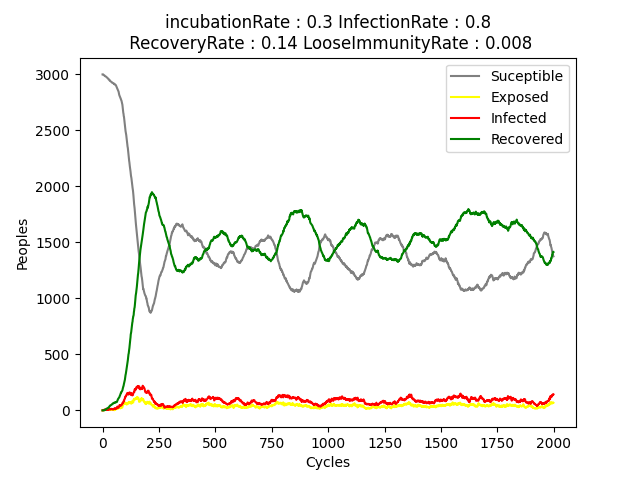 incubationRate : 0.3 InfectionRate : 0.8
RecoveryRate : 0.14 LooseImmunityRate : 0.008
Suceptible
Exposed
Infected
Recovered
Peoples
3000
2500
2000
1500
1000
500
0
0 250 500 750 1000 1250 1500 1750 2000
Cycles